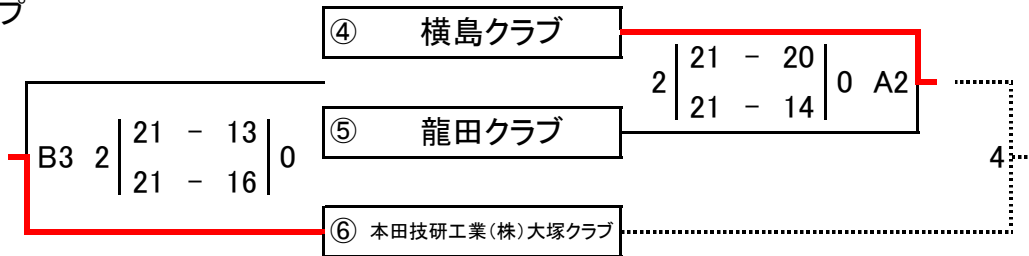 プ
④ 横島クラブ
2 21 - 20 0 A2
21 - 14
⑤ 龍田クラブ
B3 2 21 - 13 0
21 - 16
4
⑥ 本田技研工業(株)大塚クラブ